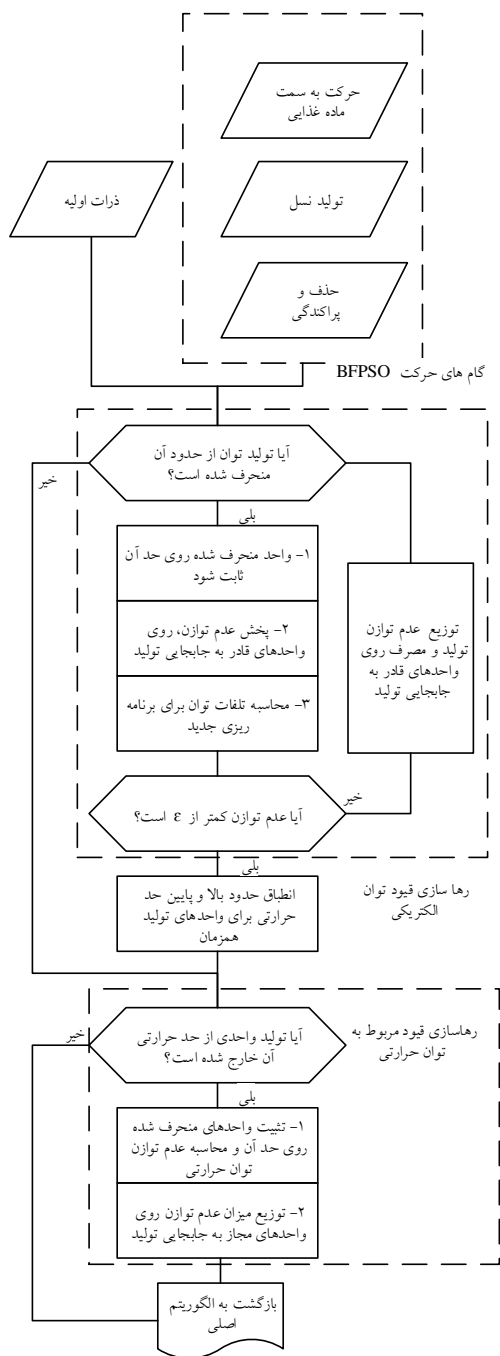 حرکت به سمت
ماده غذایی
ذرات اولیه
تولید نسل
حذف و
پراکندگی
گام های حرکت BFPSO
آیا تولید توان از حدود آن
منحرف شده است؟
خیر
بلی
۱- واحد منحرف شده روی حد آن
ثابت شود
۲- پخش عدم توازن، روی
واحدهای قادر به جابجایی تولید
۳- محاسبه تلفات توان برای برنامه
ریزی جدید
توزیع عدم توازن
تولید و مصرف روی
واحدهای قادر به
جابجایی تولید
آیا عدم توازن کمتر از ε است؟
خیر
بلی
رها سازی قیود توان
الکتریکی
انطباق حدود بالا و پایین حد
حرارتی برای واحدهای تولید
همزمان
رهاسازی قیود مربوط به
توان حرارتی
آیا تولید واحدی از حد حرارتی
آن خارج شده است؟
خیر
بلی
۱- تثبیت واحدهای منحرف شده
روی حد آن و محاسبه عدم توازن
توان حرارتی
۲- توزیع میزان عدم توازن روی
واحدهای مجاز به جابجایی تولید
بازگشت به الگوریتم
اصلی